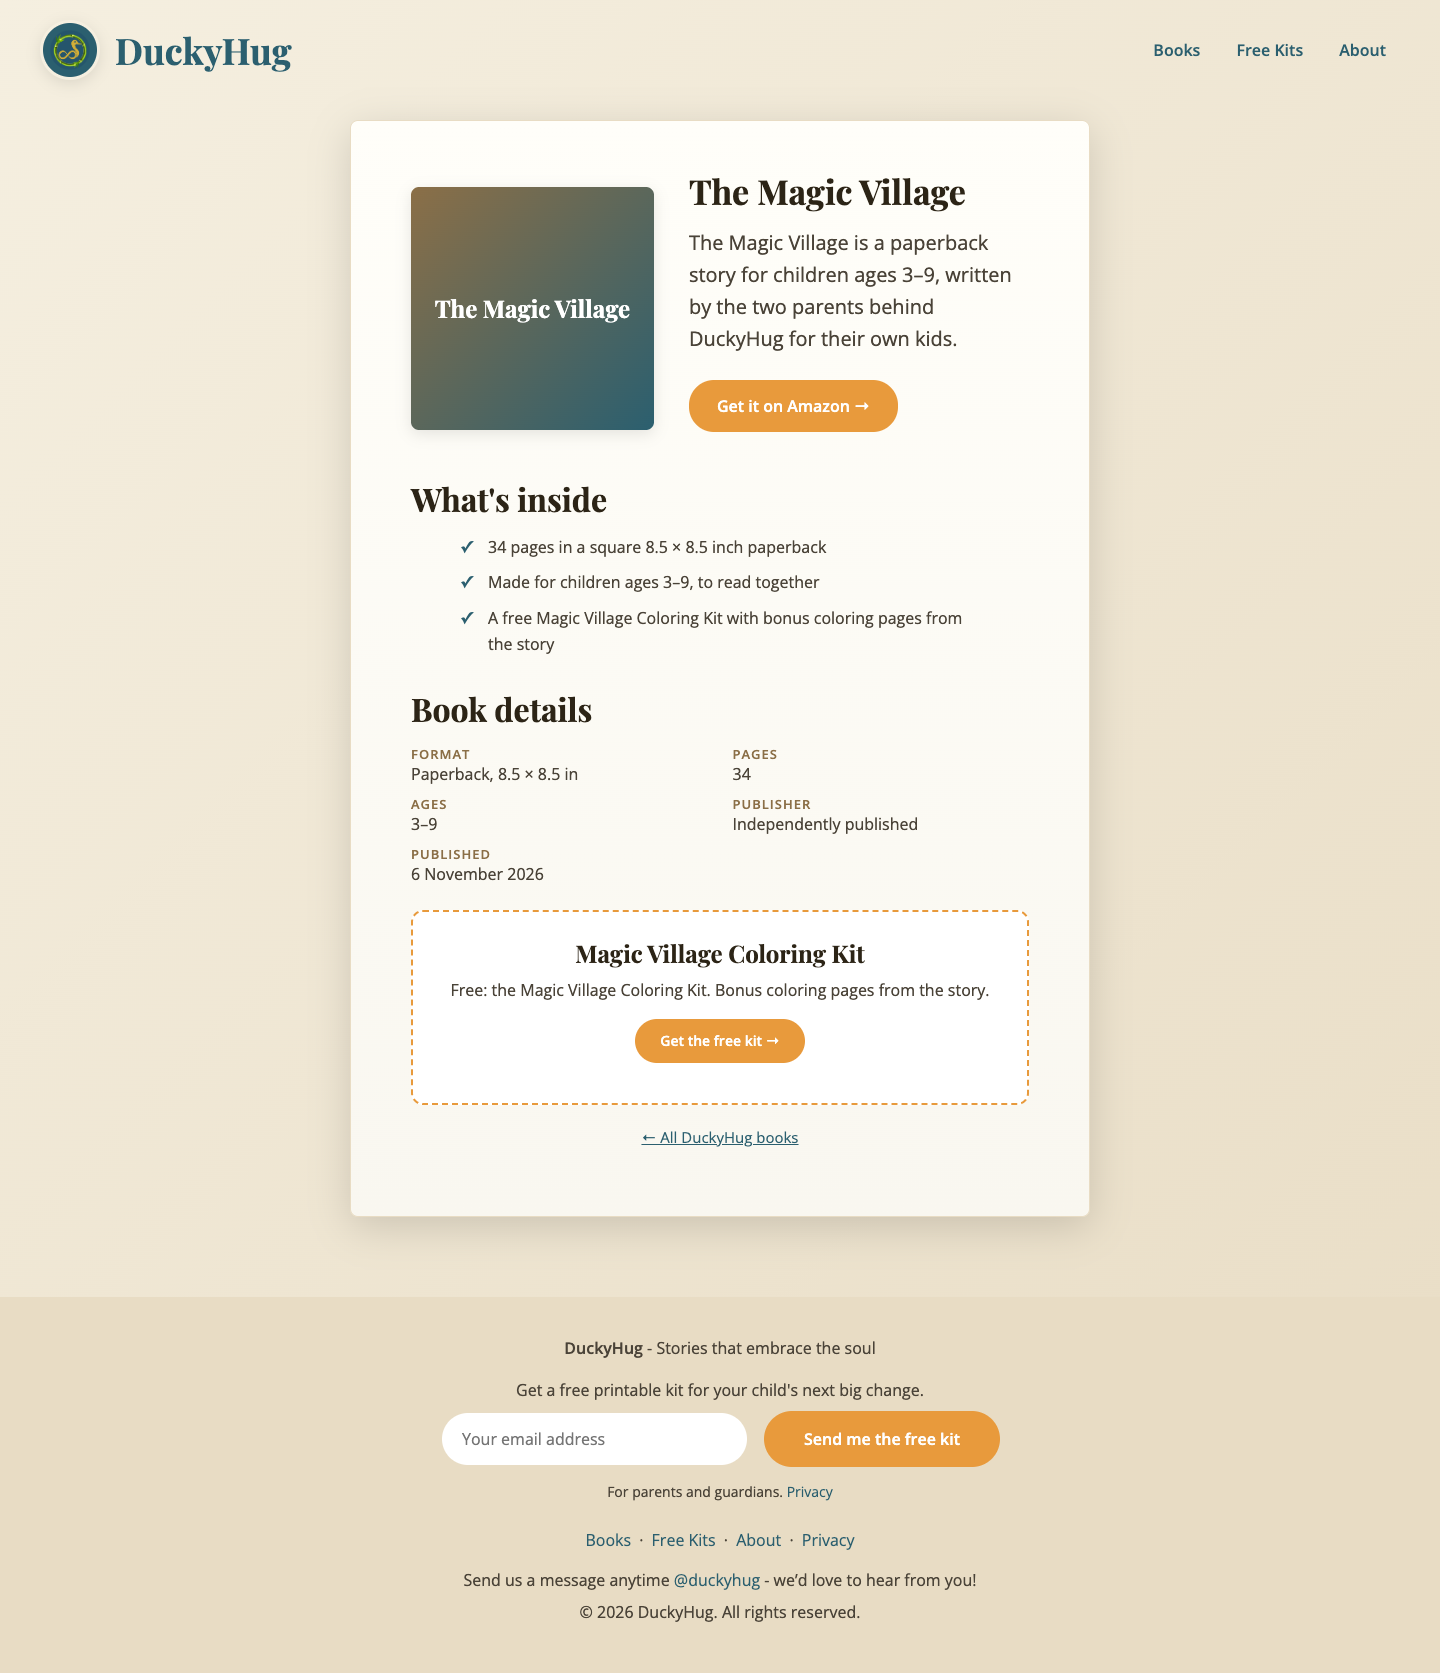 DuckyHug
Books
Free Kits
About
The Magic Village
The Magic Village
The Magic Village is a paperback
story for children ages 3–9, written
by the two parents behind
DuckyHug for their own kids.
Get it on Amazon →
What's inside
✓ 34 pages in a square 8.5 × 8.5 inch paperback
✓ Made for children ages 3–9, to read together
✓ A free Magic Village Coloring Kit with bonus coloring pages from
the story
Book details
FORMAT
Paperback, 8.5 × 8.5 in
PAGES
34
AGES
3–9
PUBLISHER
Independently published
PUBLISHED
6 November 2026
Magic Village Coloring Kit
Free: the Magic Village Coloring Kit. Bonus coloring pages from the story.
Get the free kit →
← All DuckyHug books
DuckyHug - Stories that embrace the soul
Get a free printable kit for your child's next big change.
Your email address
Send me the free kit
For parents and guardians. Privacy
Books · Free Kits · About · Privacy
Send us a message anytime @duckyhug - we’d love to hear from you!
© 2026 DuckyHug. All rights reserved.